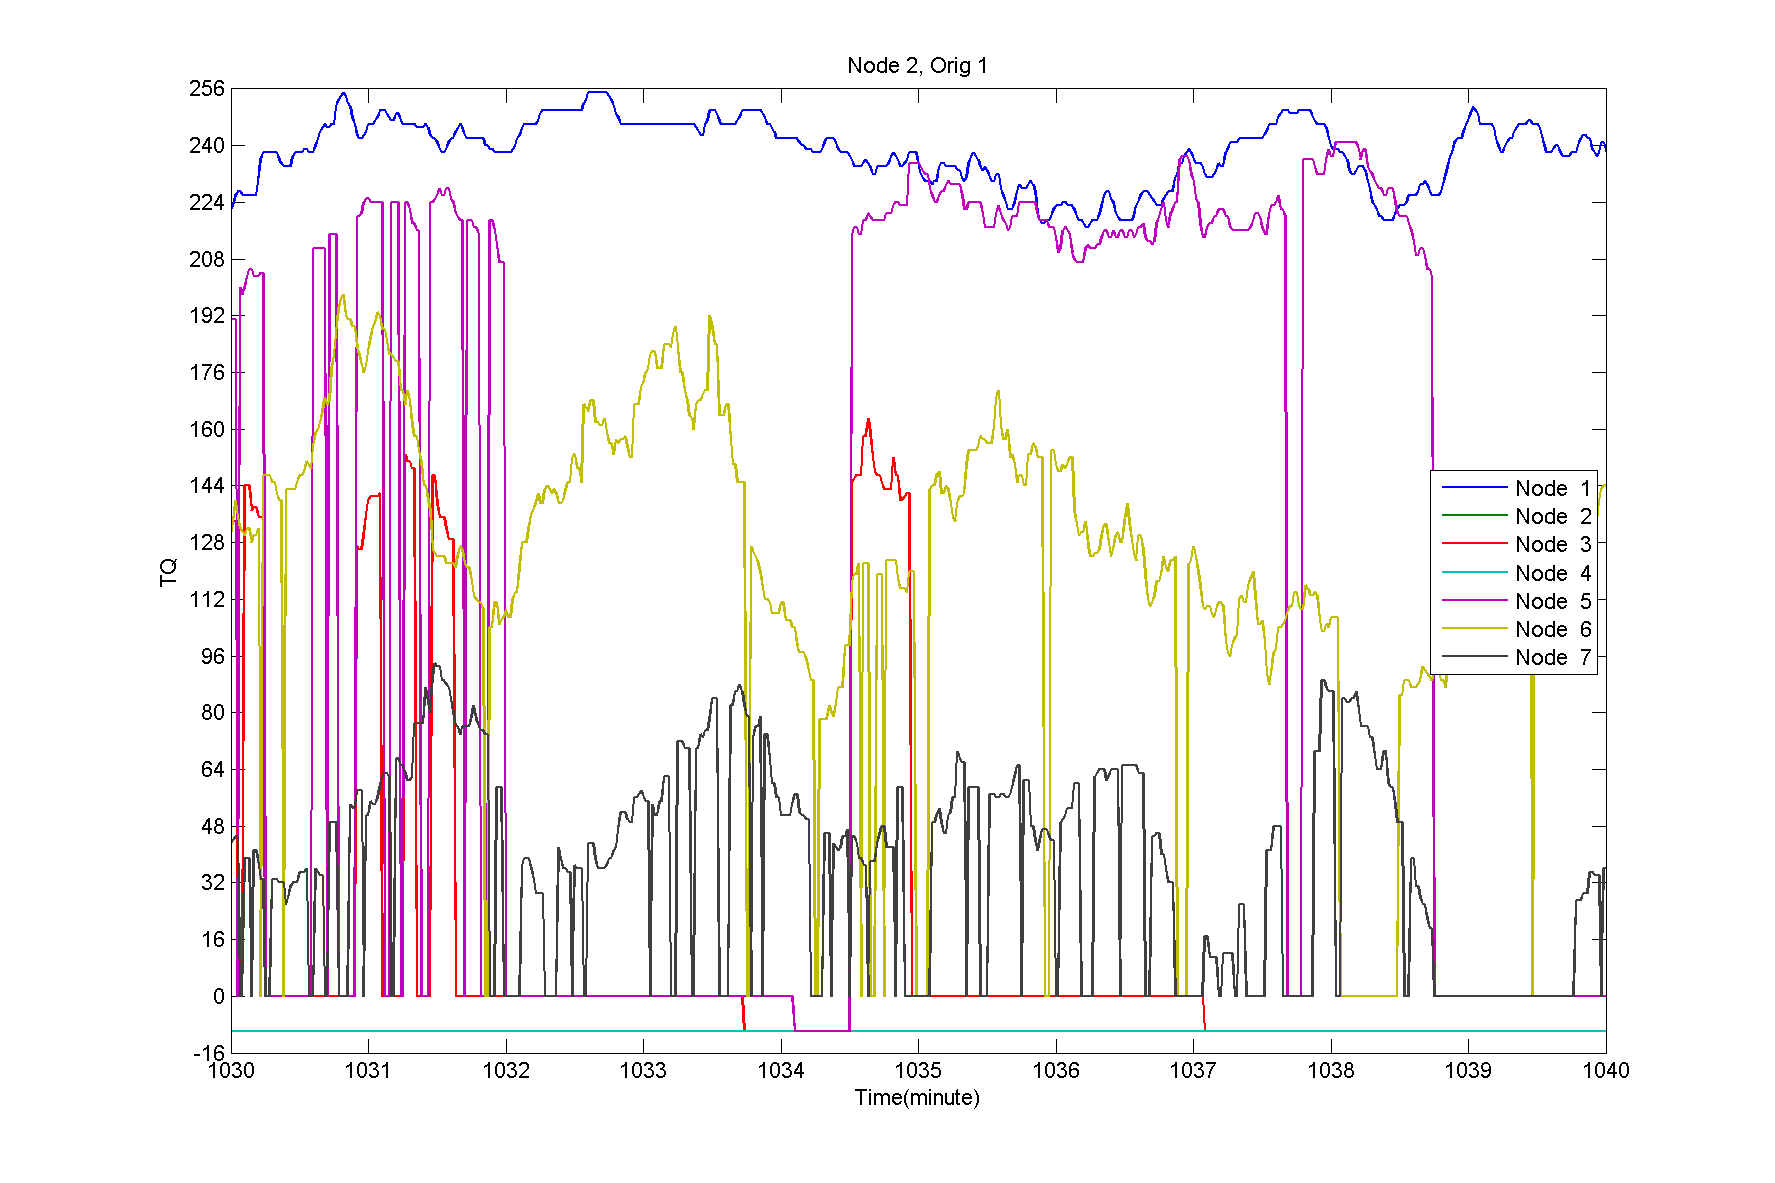 Node 2, Orig 1
256
240
224
208
192
176
160
144
128
112
96
80
64
48
32
16
0
-16
TQ
Node 1
Node 2
Node 3
Node 4
Node 5
Node 6
Node 7
1030 1031 1032 1033 1034 1035 1036 1037 1038 1039 1040
Time(minute)